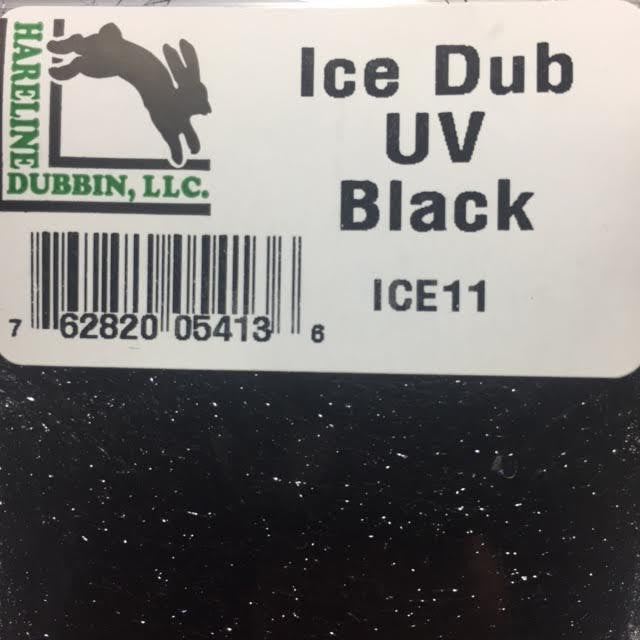 HARELINE
DUBBIN, LLC.
Ice Dub
UV
Black
ICE11
7 62820 05413 6